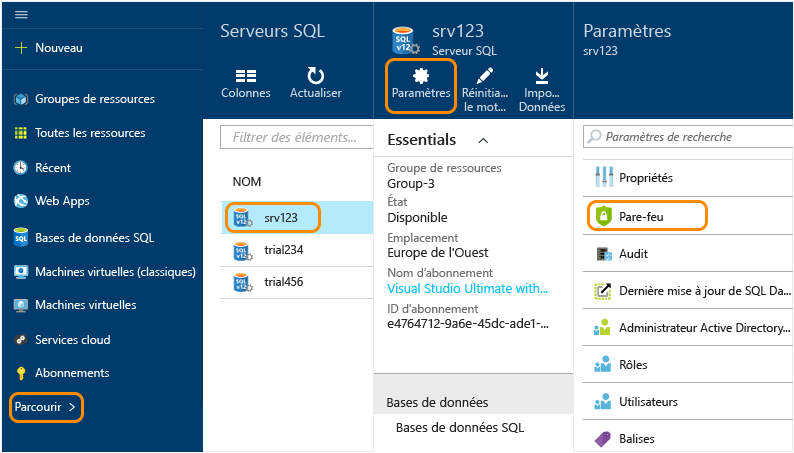 Nouveau
Groupes de ressources
Toutes les ressources
Récent
Web Apps
Bases de données SQL
Machines virtuelles (classiques)
Machines virtuelles
Services cloud
Abonnements
Parcourir >
Serveurs SQL
Colonnes
Actualiser
Filtrer des éléments...
NOM
srv123
trial234
trial456
srv123
Serveur SQL
Paramètres
Réinitia...
le mot...
Impo...
Données
Essentials
Groupe de ressources
Group-3
État
Disponible
Emplacement
Europe de l'Ouest
Nom d'abonnement
Visual Studio Ultimate with...
ID d'abonnement
e4764712-9a6e-45dc-ade1-...
Bases de données
Bases de données SQL
Paramètres
srv123
Paramètres de recherche
Propriétés
Pare-feu
Audit
Dernière mise à jour de SQL Da...
Administrateur Active Directory...
Rôles
Utilisateurs
Balises